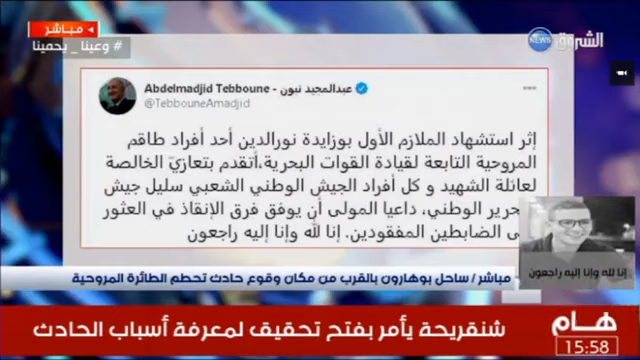 مباشر
# وعينا_يحمينا
الشروق
NEWS
Abdelmadjid Tebboune - عبدالمجيد تبون
@TebbouneAmadjid
إثر استشهاد الملازم الأول بوزايدة نورالدين أحد أفراد طاقم
المروحية التابعة لقيادة القوات البحرية،أتقدم بتعازيّ الخالصة
لعائلة الشهيد و كل أفراد الجيش الوطني الشعبي سليل جيش
حرير الوطني، داعيا المولى أن يوفق فرق الإنقاذ في العثور
الضابطين المفقودين. إنا لله وإنا إليه راجعون
إنا لله وإنا إليه راجعون
مباشر/ ساحل بوهارون بالقرب من مكان وقوع حادث تحطم الطائرة المروحية
هام
شنقريحة يأمر بفتح تحقيق لمعرفة أسباب الحادث
15:58